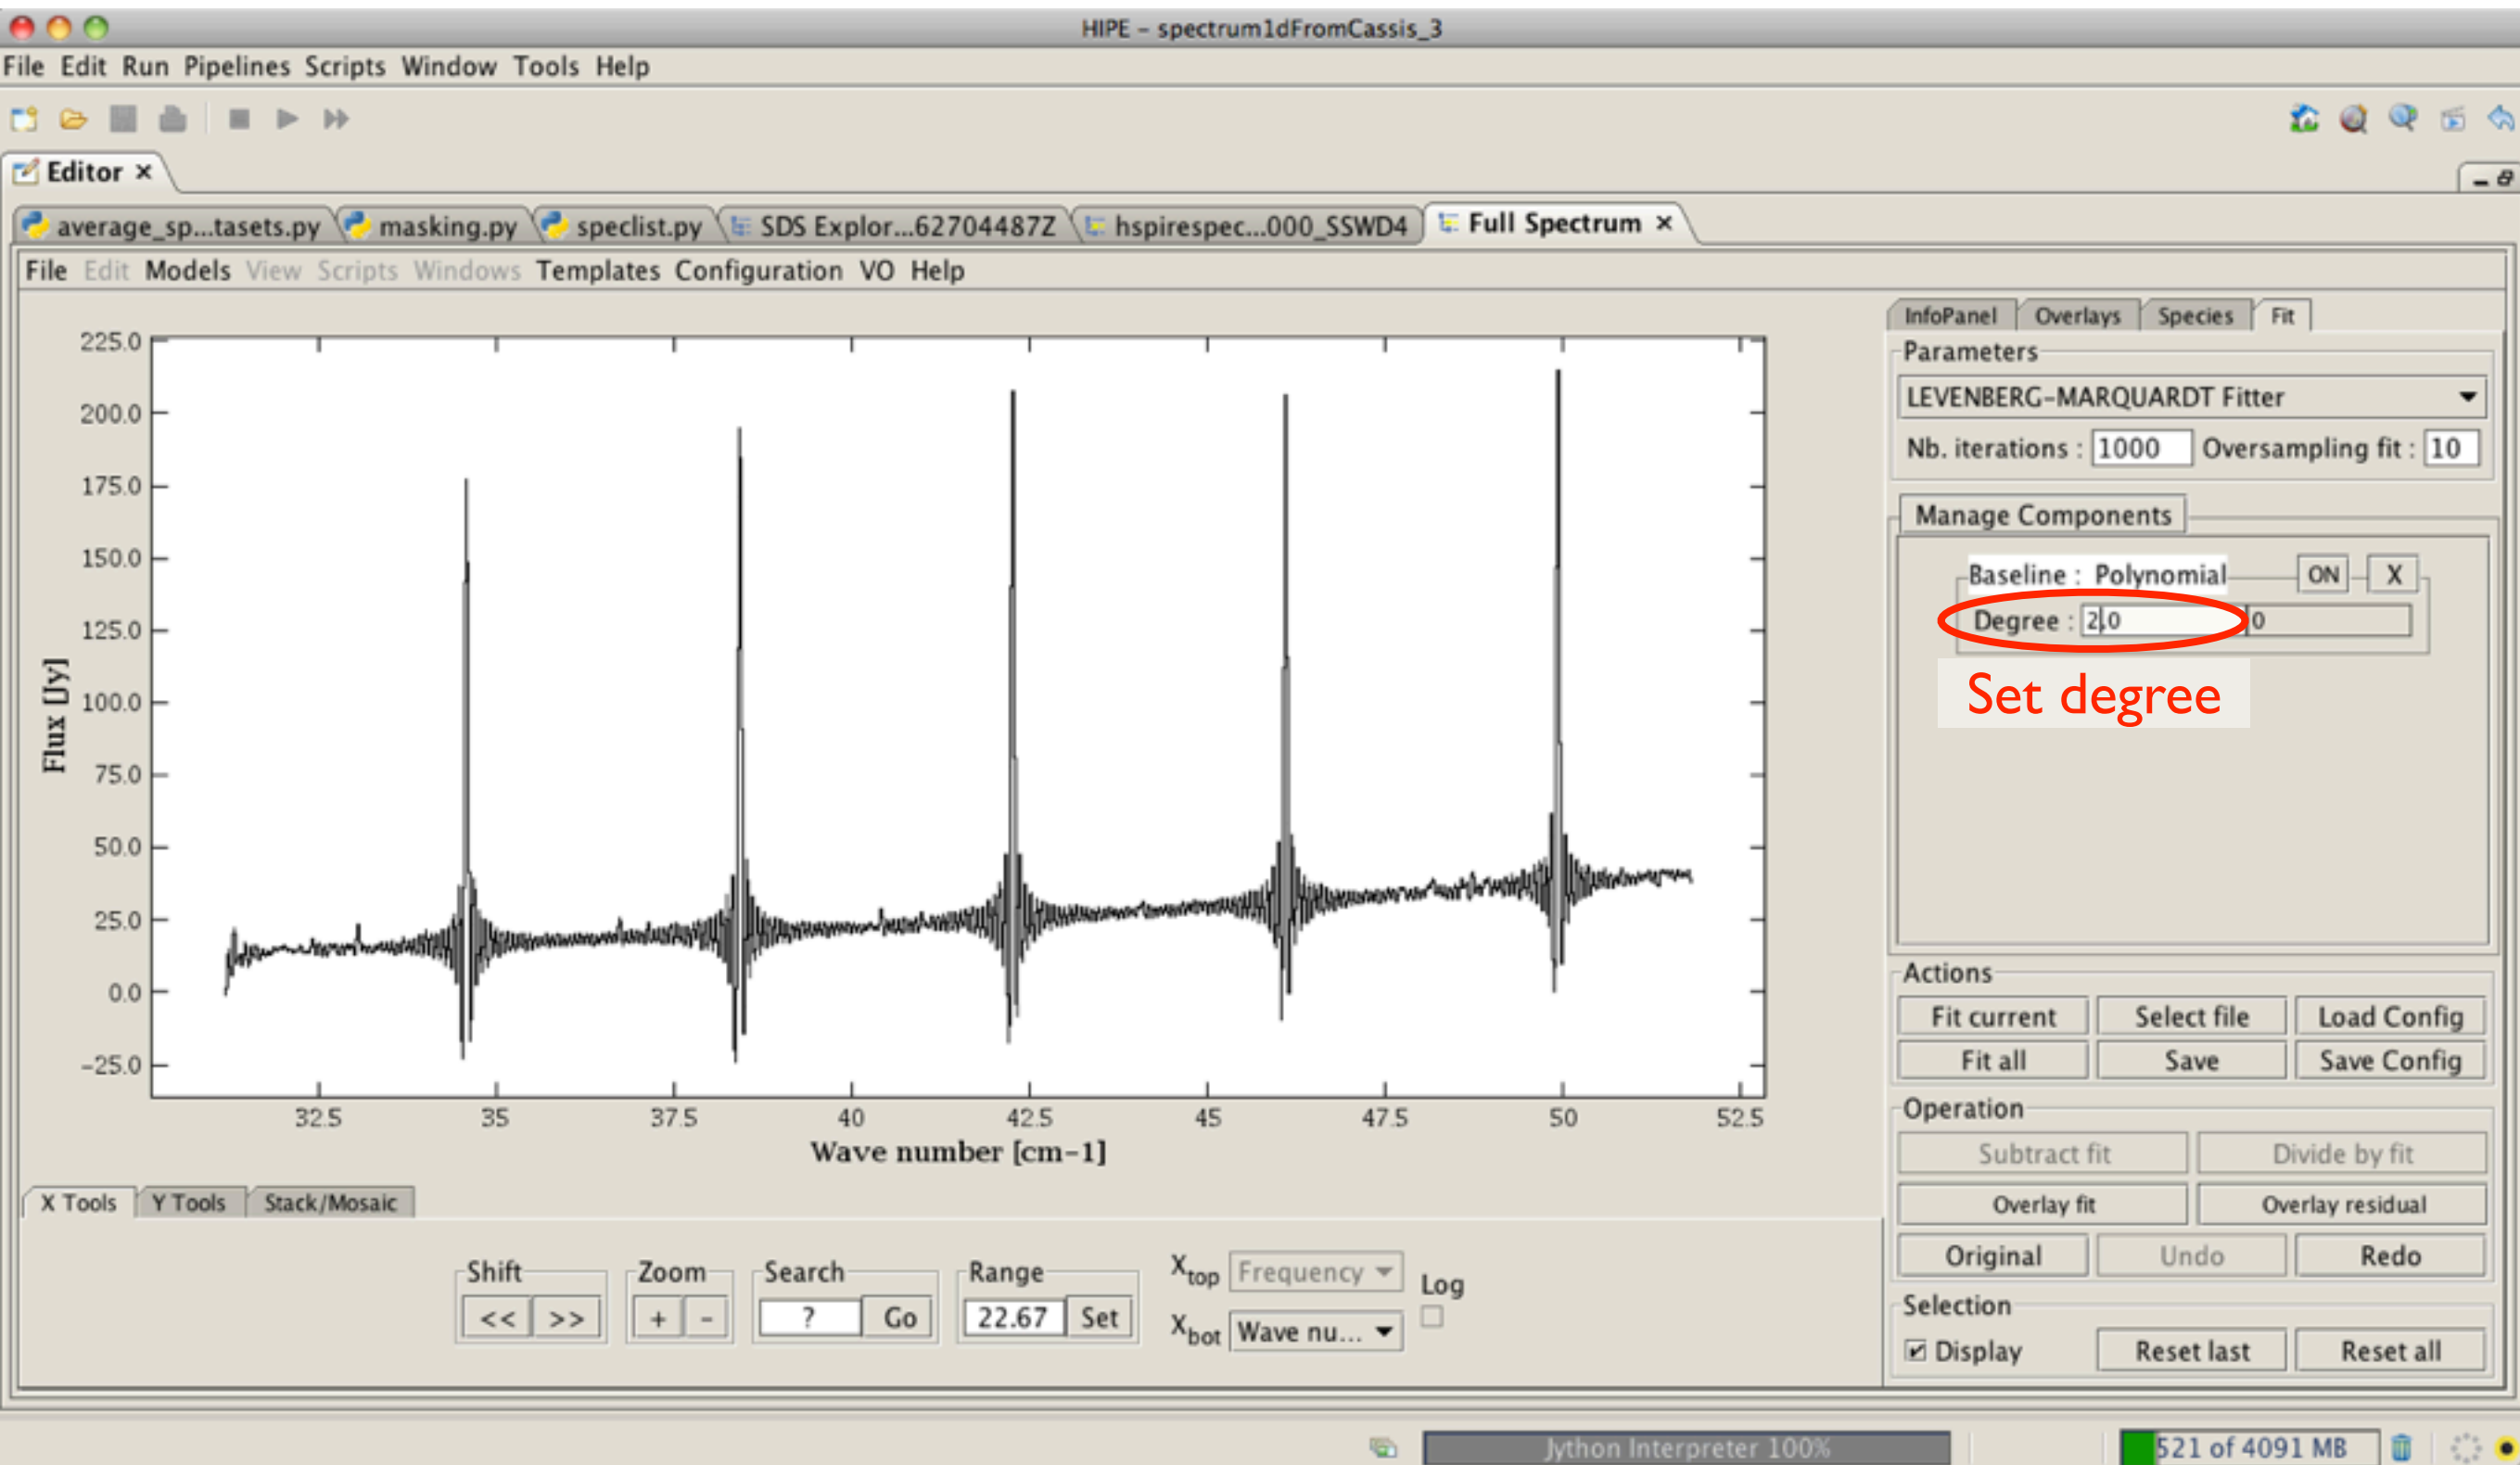 HIPE – spectrum1dFromCassis_3
File Edit Run Pipelines Scripts Window Tools Help
Editor ×
average_sp...tasets.py masking.py speclist.py SDS Explor...62704487Z hspirespec...000_SSWD4 Full Spectrum ×
File Edit Models View Scripts Windows Templates Configuration VO Help
InfoPanel Overlays Species Fit
Parameters
LEVENBERG-MARQUARDT Fitter
Nb. iterations : 1000 Oversampling fit : 10
Manage Components
Baseline : Polynomial ON X
Degree : 2.0 0
Set degree
Actions
Fit current Select file Load Config
Fit all Save Save Config
Operation
Subtract fit Divide by fit
Overlay fit Overlay residual
Original Undo Redo
Selection
Display Reset last Reset all
225.0
200.0
175.0
150.0
125.0
100.0
75.0
50.0
25.0
0.0
-25.0
Flux [Jy]
32.5 35 37.5 40 42.5 45 47.5 50 52.5
Wave number [cm-1]
X Tools Y Tools Stack/Mosaic
Shift Zoom Search Range
<< >> + - ? Go 22.67 Set
Xtop Frequency
Log
Xbot Wave nu...
Jython Interpreter 100%
521 of 4091 MB